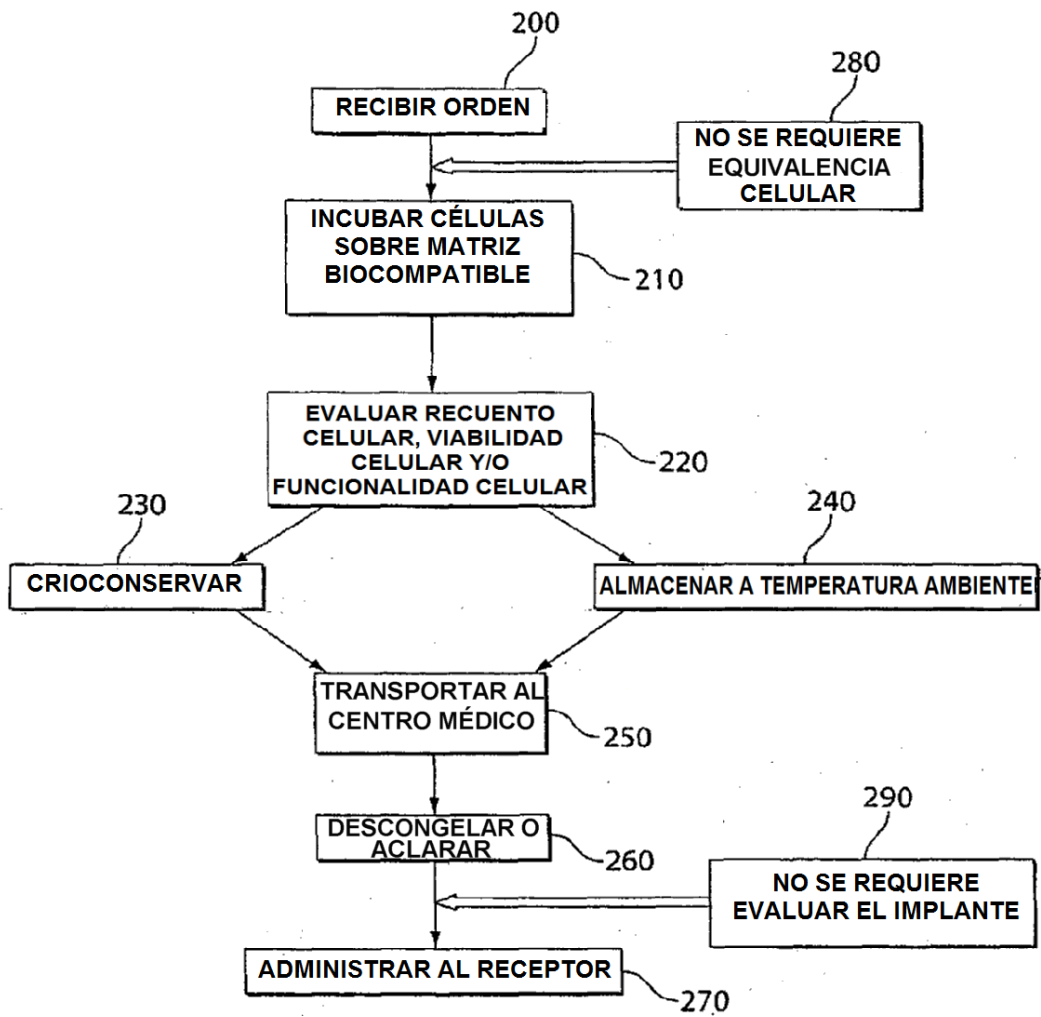 200
RECIBIR ORDEN
280
NO SE REQUIERE
EQUIVALENCIA
CELULAR
INCUBAR CÉLULAS
SOBRE MATRIZ
BIOCOMPATIBLE
210
EVALUAR RECUENTO
CELULAR, VIABILIDAD
CELULAR Y/O
FUNCIONALIDAD CELULAR
220
230
CRIOCONSERVAR
240
ALMACENAR A TEMPERATURA AMBIENTE
TRANSPORTAR AL
CENTRO MÉDICO
250
DESCONGELAR O
ACLARAR
260
290
NO SE REQUIERE
EVALUAR EL IMPLANTE
ADMINISTRAR AL RECEPTOR
270